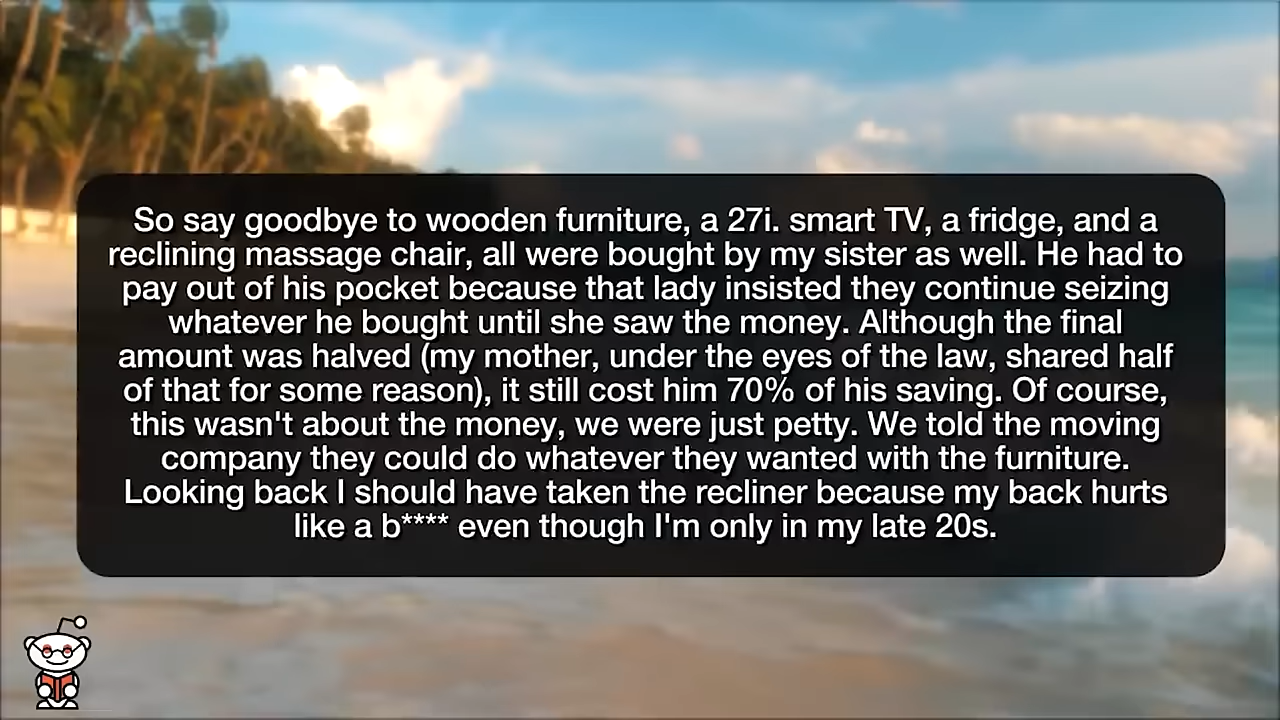 So say goodbye to wooden furniture, a 27i. smart TV, a fridge, and a
reclining massage chair, all were bought by my sister as well. He had to
pay out of his pocket because that lady insisted they continue seizing
whatever he bought until she saw the money. Although the final
amount was halved (my mother, under the eyes of the law, shared half
of that for some reason), it still cost him 70% of his saving. Of course,
this wasn't about the money, we were just petty. We told the moving
company they could do whatever they wanted with the furniture.
Looking back I should have taken the recliner because my back hurts
like a b**** even though I'm only in my late 20s.